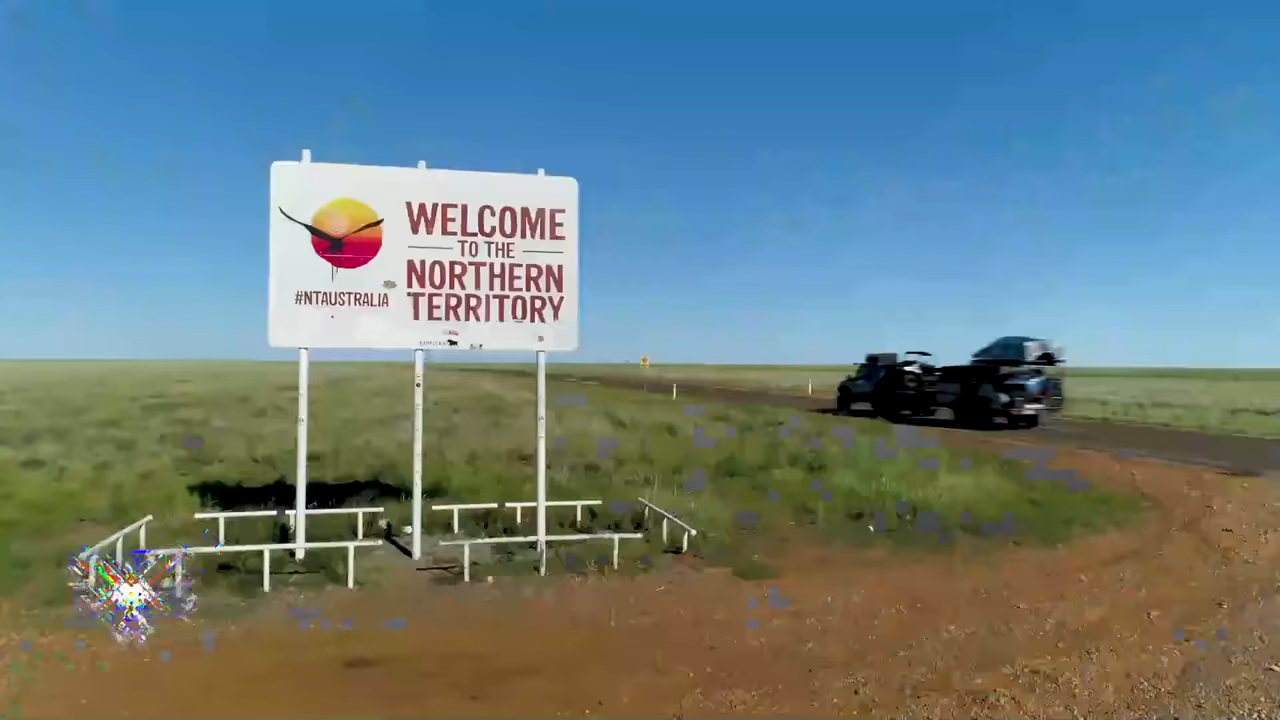 WELCOME
TO THE
NORTHERN
TERRITORY
#NTAUSTRALIA